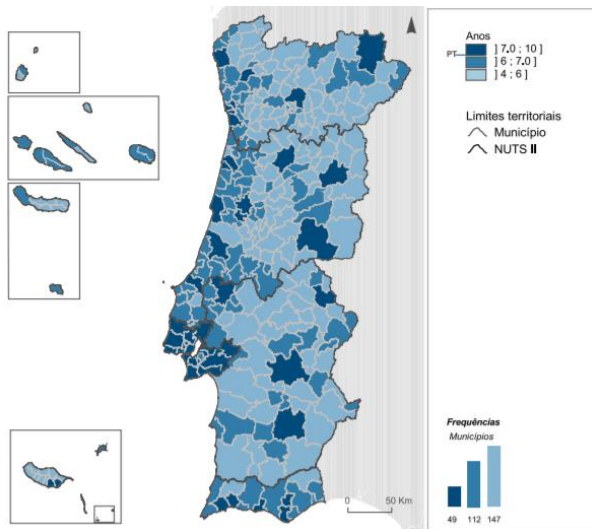 Anos
PT
] 7.0 ; 10 ]
] 6 ; 7.0 ]
] 4 ; 6 ]
Limites territoriais
Município
NUTS II
0 50 Km
Frequências
Municípios
49 112 147